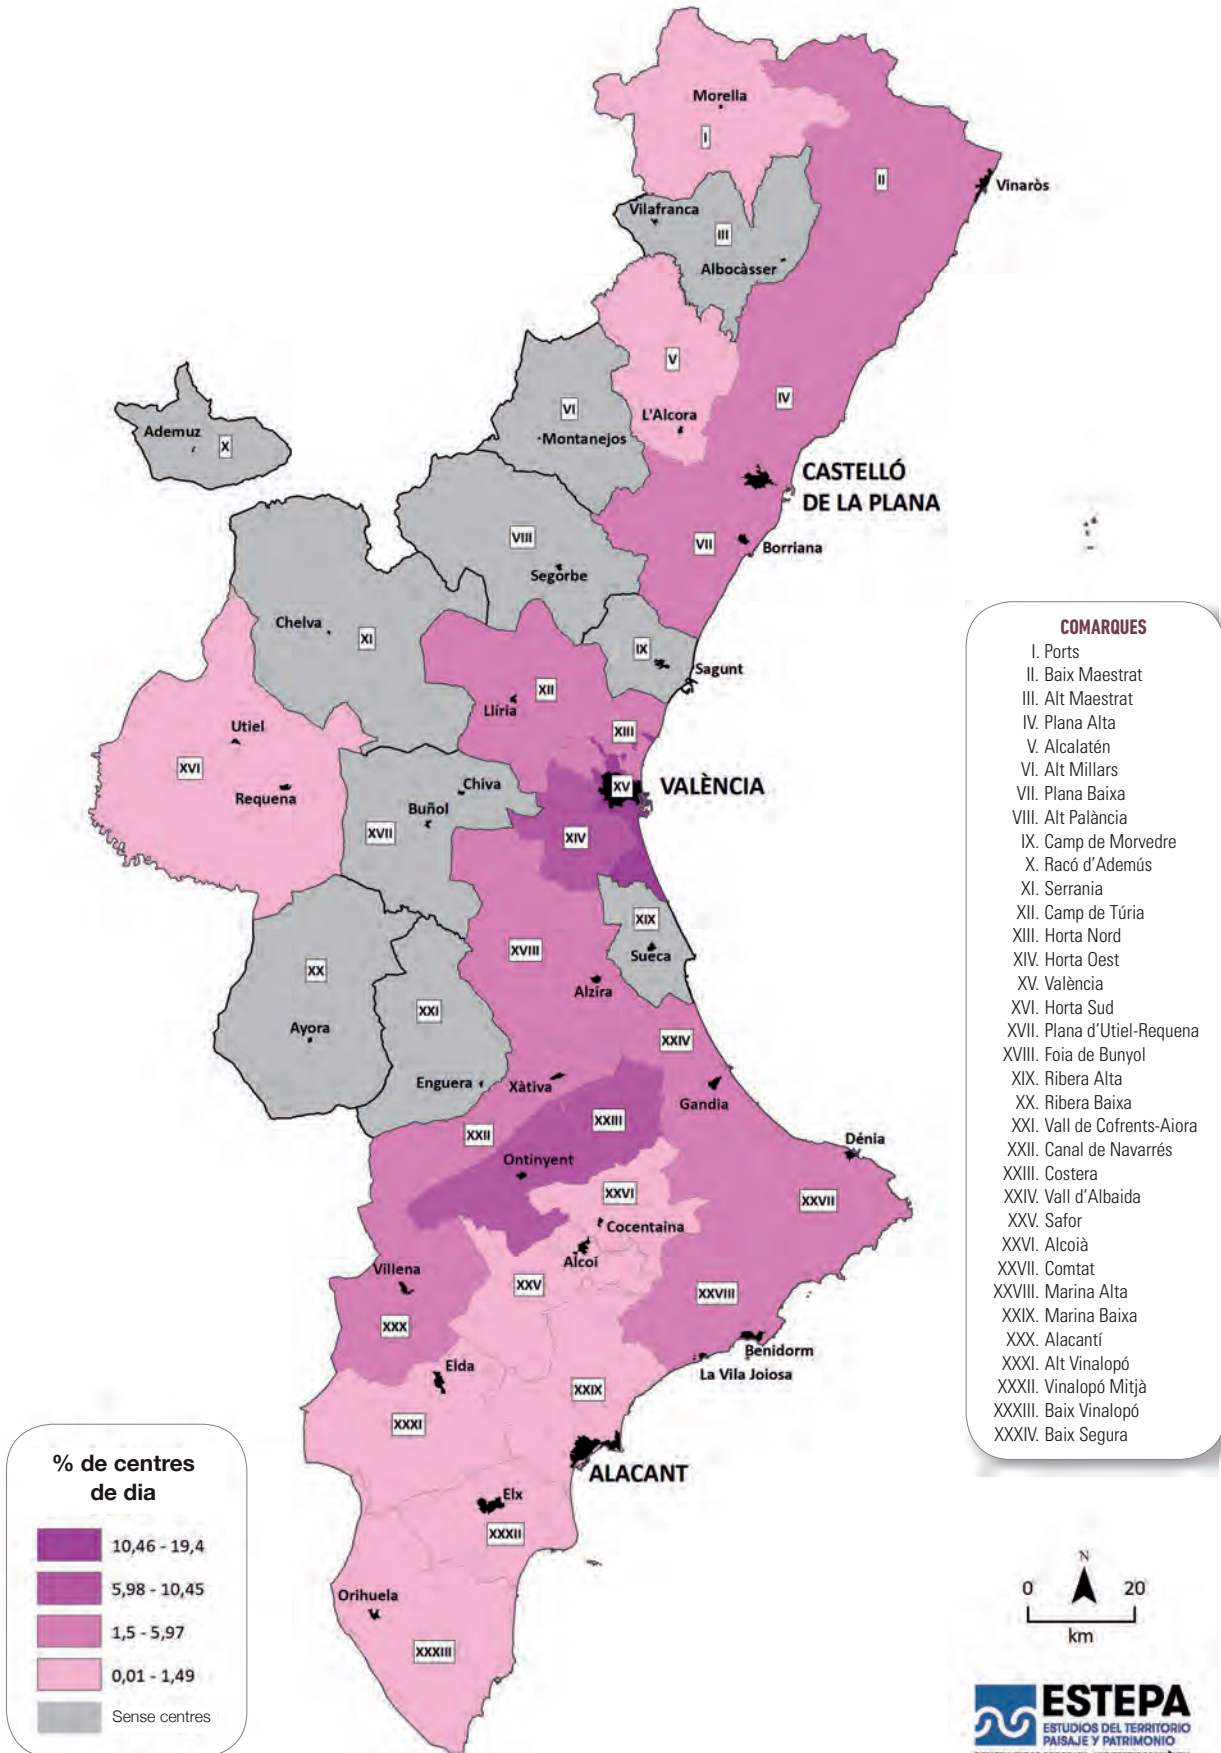 Morella
I
II
Vinaròs
Vilafranca
III
Albocàsser
V
L'Alcora
IV
VI
Montanejos
Ademuz
X
CASTELLÓ
DE LA PLANA
VIII
Segorbe
VII
Borriana
Chelva
XI
IX
Sagunt
XII
Llíria
XIII
Utiel
XVI
Requena
Chiva
Buñol
XVII
XV
VALÈNCIA
XIV
XIX
Sueca
XVIII
Alzira
XX
Ayora
XXI
Enguera
XXIV
Xàtiva
Gandia
XXIII
XXII
Ontinyent
Dénia
XXVI
XXVII
Cocentaina
Alcoi
XXV
Villena
XXVIII
XXX
Benidorm
La Vila Joiosa
Elda
XXIX
XXXI
ALACANT
Elx
XXXII
Orihuela
XXXIII
COMARQUES
I. Ports
II. Baix Maestrat
III. Alt Maestrat
IV. Plana Alta
V. Alcalatén
VI. Alt Millars
VII. Plana Baixa
VIII. Alt Palància
IX. Camp de Morvedre
X. Racó d'Ademús
XI. Serrania
XII. Camp de Túria
XIII. Horta Nord
XIV. Horta Oest
XV. València
XVI. Horta Sud
XVII. Plana d'Utiel-Requena
XVIII. Foia de Bunyol
XIX. Ribera Alta
XX. Ribera Baixa
XXI. Vall de Cofrents-Aiora
XXII. Canal de Navarrés
XXIII. Costera
XXIV. Vall d'Albaida
XXV. Safor
XXVI. Alcoià
XXVII. Comtat
XXVIII. Marina Alta
XXIX. Marina Baixa
XXX. Alacantí
XXXI. Alt Vinalopó
XXXII. Vinalopó Mitjà
XXXIII. Baix Vinalopó
XXXIV. Baix Segura
% de centres
de dia
10,46 - 19,4
5,98 - 10,45
1,5 - 5,97
0,01 - 1,49
Sense centres
N
0 20
km
ESTEPA
ESTUDIOS DEL TERRITORIO
PAISAJE Y PATRIMONIO